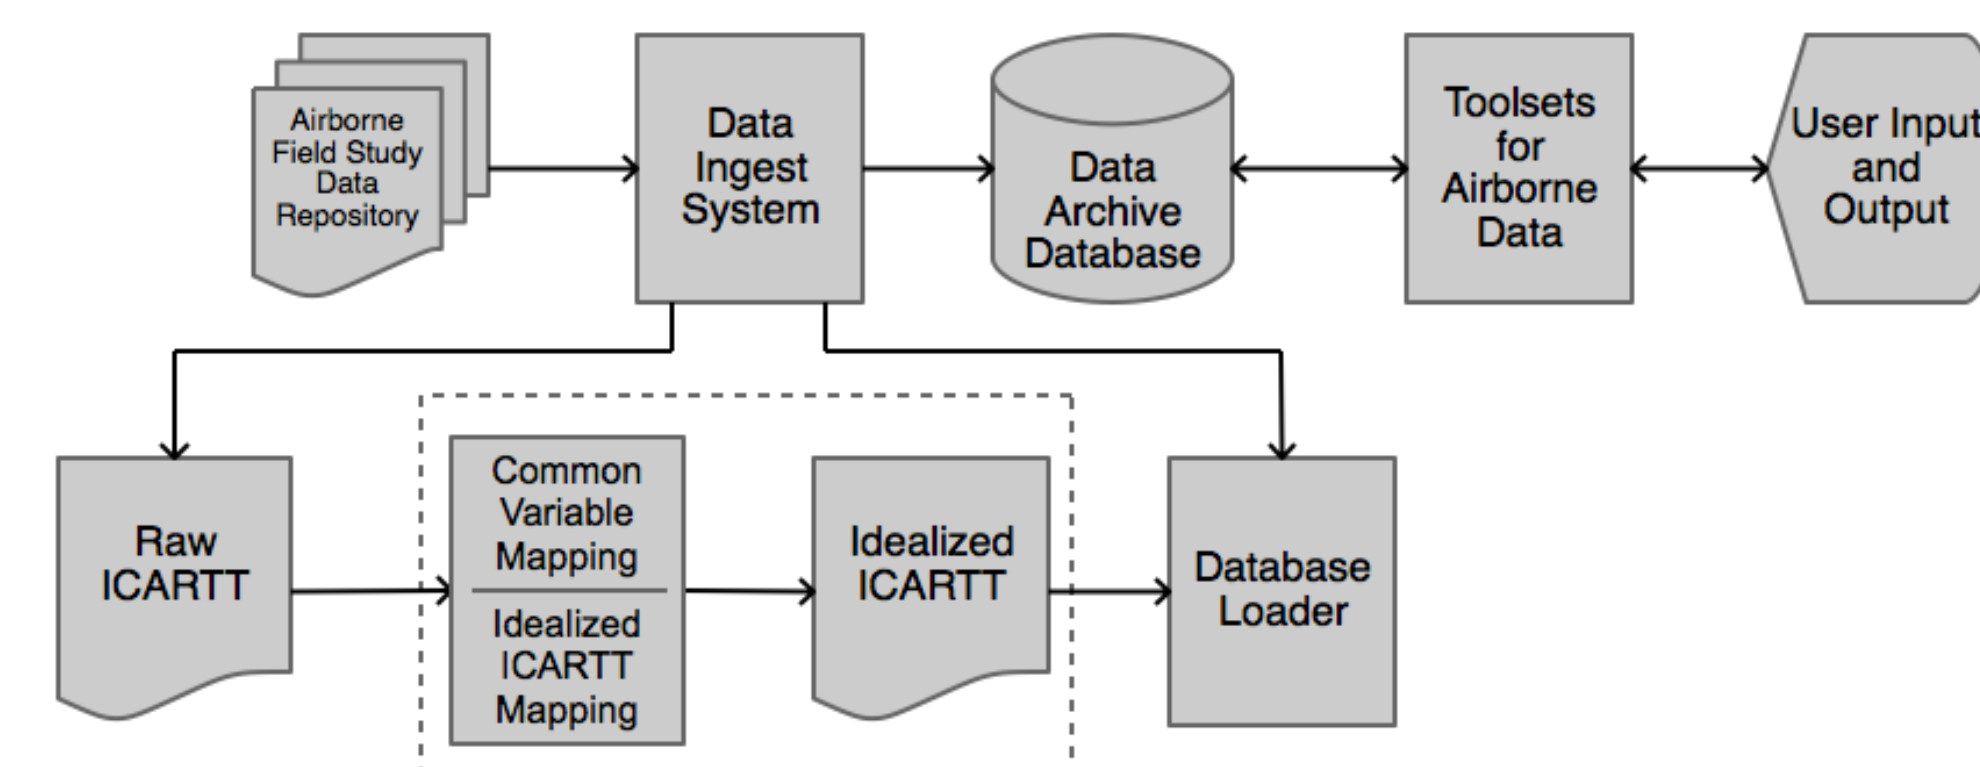 Airborne
Field Study
Data
Repository
Data
Ingest
System
Data
Archive
Database
Toolsets
for
Airborne
Data
User Input
and
Output
Raw
ICARTT
Common
Variable
Mapping
Idealized
ICARTT
Mapping
Idealized
ICARTT
Database
Loader